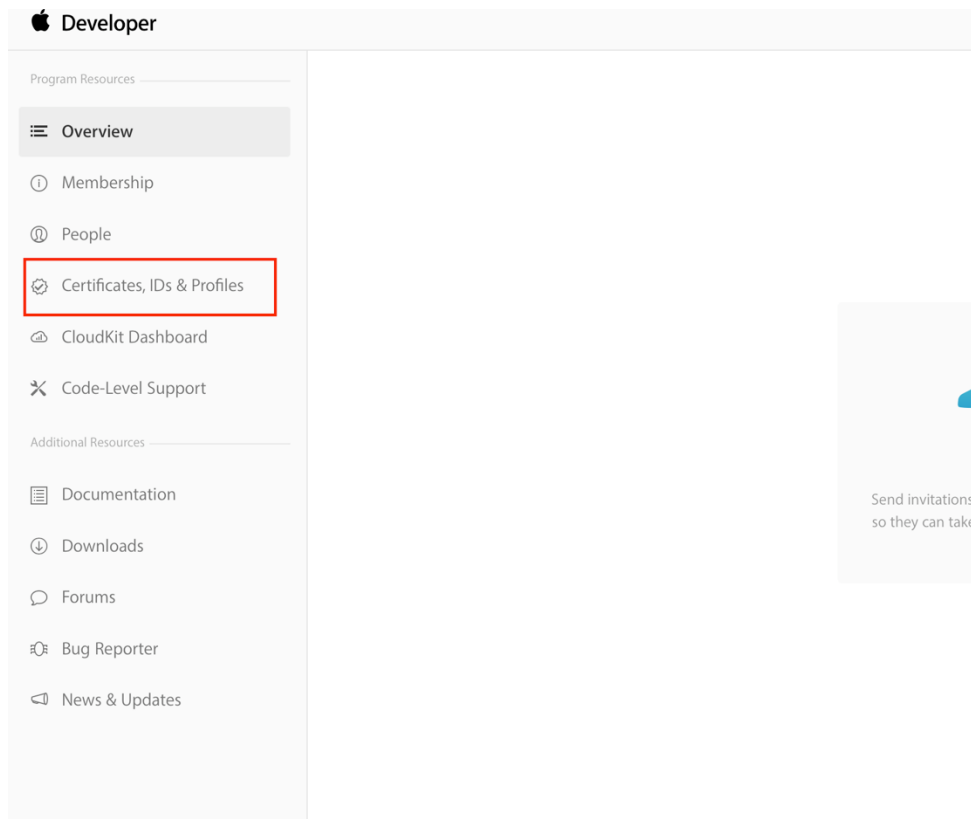 Developer
Program Resources
Overview
Membership
People
Certificates, IDs & Profiles
CloudKit Dashboard
Code-Level Support
Additional Resources
Documentation
Downloads
Forums
Bug Reporter
News & Updates
Send invitations
so they can take